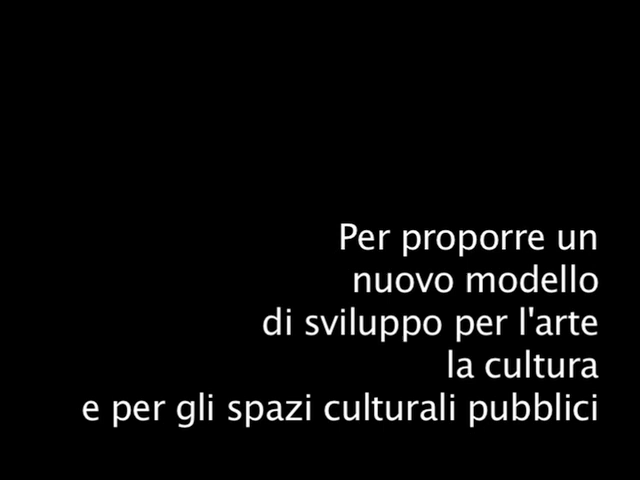 Per proporre un
nuovo modello
di sviluppo per l'arte
la cultura
e per gli spazi culturali pubblici